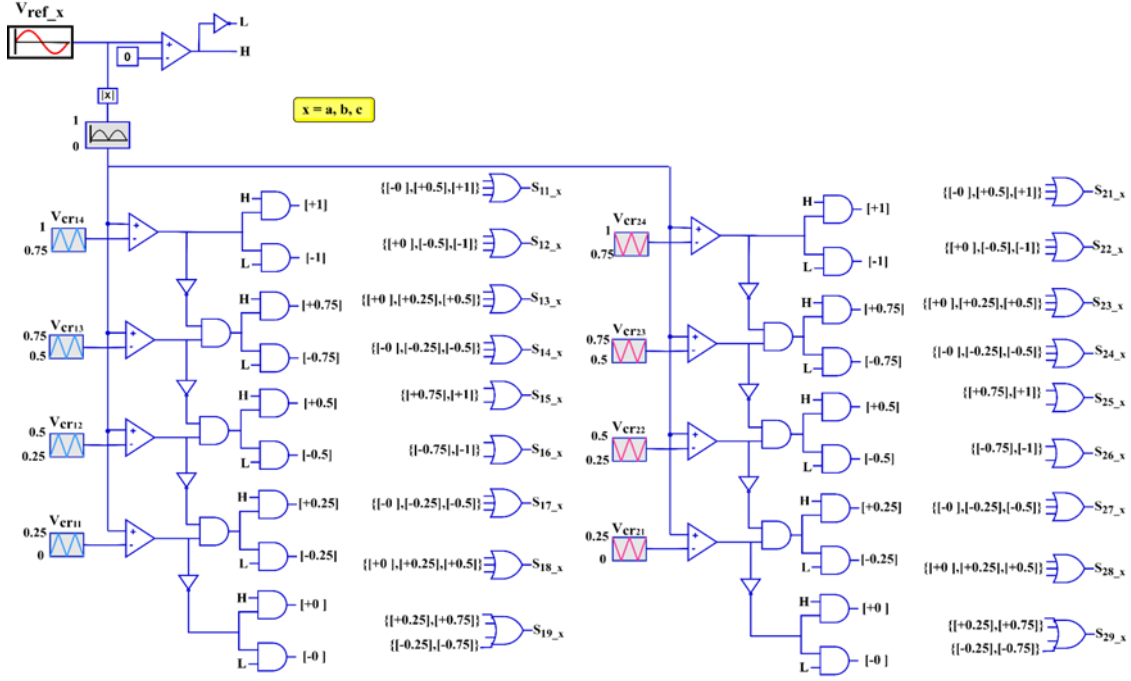 V_ref_x
L
H
0
+
-
|x|
1
0
x = a, b, c
V_cr14
1
0.75
+
-
H
[+1]
L
[-1]
V_cr13
0.75
0.5
+
-
H
[+0.75]
L
[-0.75]
V_cr12
0.5
0.25
+
-
H
[+0.5]
L
[-0.5]
V_cr11
0.25
0
+
-
H
[+0.25]
L
[-0.25]
H
[+0 ]
L
[-0 ]
{[-0 ],[+0.5],[+1]} S_11_x
{[+0 ],[-0.5],[-1]} S_12_x
{[+0 ],[+0.25],[+0.5]} S_13_x
{[-0 ],[-0.25],[-0.5]} S_14_x
{[+0.75],[+1]} S_15_x
{[-0.75],[-1]} S_16_x
{[-0 ],[-0.25],[-0.5]} S_17_x
{[+0 ],[+0.25],[+0.5]} S_18_x
{[+0.25],[+0.75]}
S_19_x
{[-0.25],[-0.75]}
V_cr24
1
0.75
+
-
H
[+1]
L
[-1]
V_cr23
0.75
0.5
+
-
H
[+0.75]
L
[-0.75]
V_cr22
0.5
0.25
+
-
H
[+0.5]
L
[-0.5]
V_cr21
0.25
0
+
-
H
[+0.25]
L
[-0.25]
H
[+0 ]
L
[-0 ]
{[-0 ],[+0.5],[+1]} S_21_x
{[+0 ],[-0.5],[-1]} S_22_x
{[+0 ],[+0.25],[+0.5]} S_23_x
{[-0 ],[-0.25],[-0.5]} S_24_x
{[+0.75],[+1]} S_25_x
{[-0.75],[-1]} S_26_x
{[-0 ],[-0.25],[-0.5]} S_27_x
{[+0 ],[+0.25],[+0.5]} S_28_x
{[+0.25],[+0.75]}
S_29_x
{[-0.25],[-0.75]}